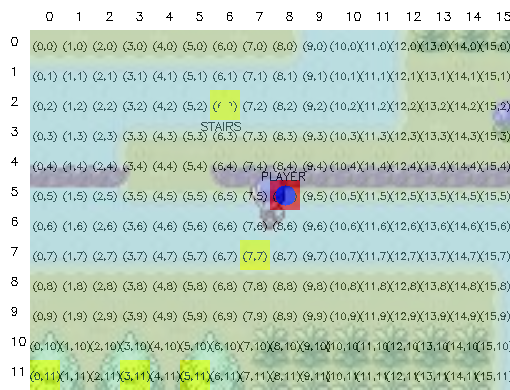 0 1 2 3 4 5 6 7 8 9 10 11 12 13 14 15
0 (0,0) (1,0) (2,0) (3,0) (4,0) (5,0) (6,0) (7,0) (8,0) (9,0) (10,0) (11,0) (12,0) (13,0) (14,0) (15,0)
1 (0,1) (1,1) (2,1) (3,1) (4,1) (5,1) (6,1) (7,1) (8,1) (9,1) (10,1) (11,1) (12,1) (13,1) (14,1) (15,1)
2 (0,2) (1,2) (2,2) (3,2) (4,2) (5,2) (7,2) (8,2) (9,2) (10,2) (11,2) (12,2) (13,2) (14,2) (15,2)
STAIRS
3 (0,3) (1,3) (2,3) (3,3) (4,3) (5,3) (6,3) (7,3) (8,3) (9,3) (10,3) (11,3) (12,3) (13,3) (14,3) (15,3)
4 (0,4) (1,4) (2,4) (3,4) (4,4) (5,4) (6,4) (7,4) (8,4) (9,4) (10,4) (11,4) (12,4) (13,4) (14,4) (15,4)
PLAYER
5 (0,5) (1,5) (2,5) (3,5) (4,5) (5,5) (6,5) (7,5) (9,5) (10,5) (11,5) (12,5) (13,5) (14,5) (15,5)
6 (0,6) (1,6) (2,6) (3,6) (4,6) (5,6) (6,6) (7,6) (8,6) (9,6) (10,6) (11,6) (12,6) (13,6) (14,6) (15,6)
7 (0,7) (1,7) (2,7) (3,7) (4,7) (5,7) (6,7) (7,7) (8,7) (9,7) (10,7) (11,7) (12,7) (13,7) (14,7) (15,7)
8 (0,8) (1,8) (2,8) (3,8) (4,8) (5,8) (6,8) (7,8) (8,8) (9,8) (10,8) (11,8) (12,8) (13,8) (14,8) (15,8)
9 (0,9) (1,9) (2,9) (3,9) (4,9) (5,9) (6,9) (7,9) (8,9) (9,9) (10,9) (11,9) (12,9) (13,9) (14,9) (15,9)
10 (0,10) (1,10) (2,10) (3,10) (4,10) (5,10) (6,10) (7,10) (8,10) (9,10) (10,10) (11,10) (12,10) (13,10) (14,10) (15,10)
11 (0,11) (1,11) (2,11) (3,11) (4,11) (5,11) (6,11) (7,11) (8,11) (9,11) (10,11) (11,11) (12,11) (13,11) (14,11) (15,11)